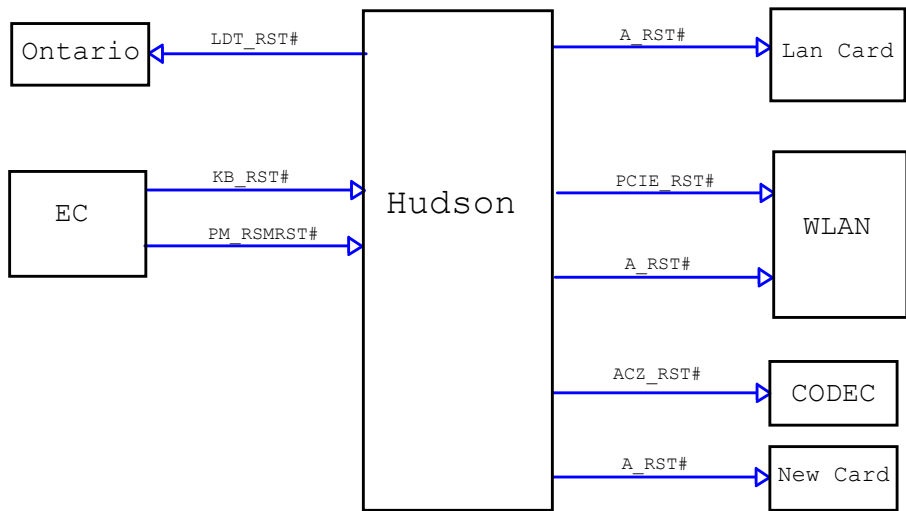 Ontario
LDT_RST#
A_RST#
Lan Card
EC
KB_RST#
PM_RSMRST#
Hudson
PCIE_RST#
A_RST#
WLAN
ACZ_RST#
CODEC
A_RST#
New Card